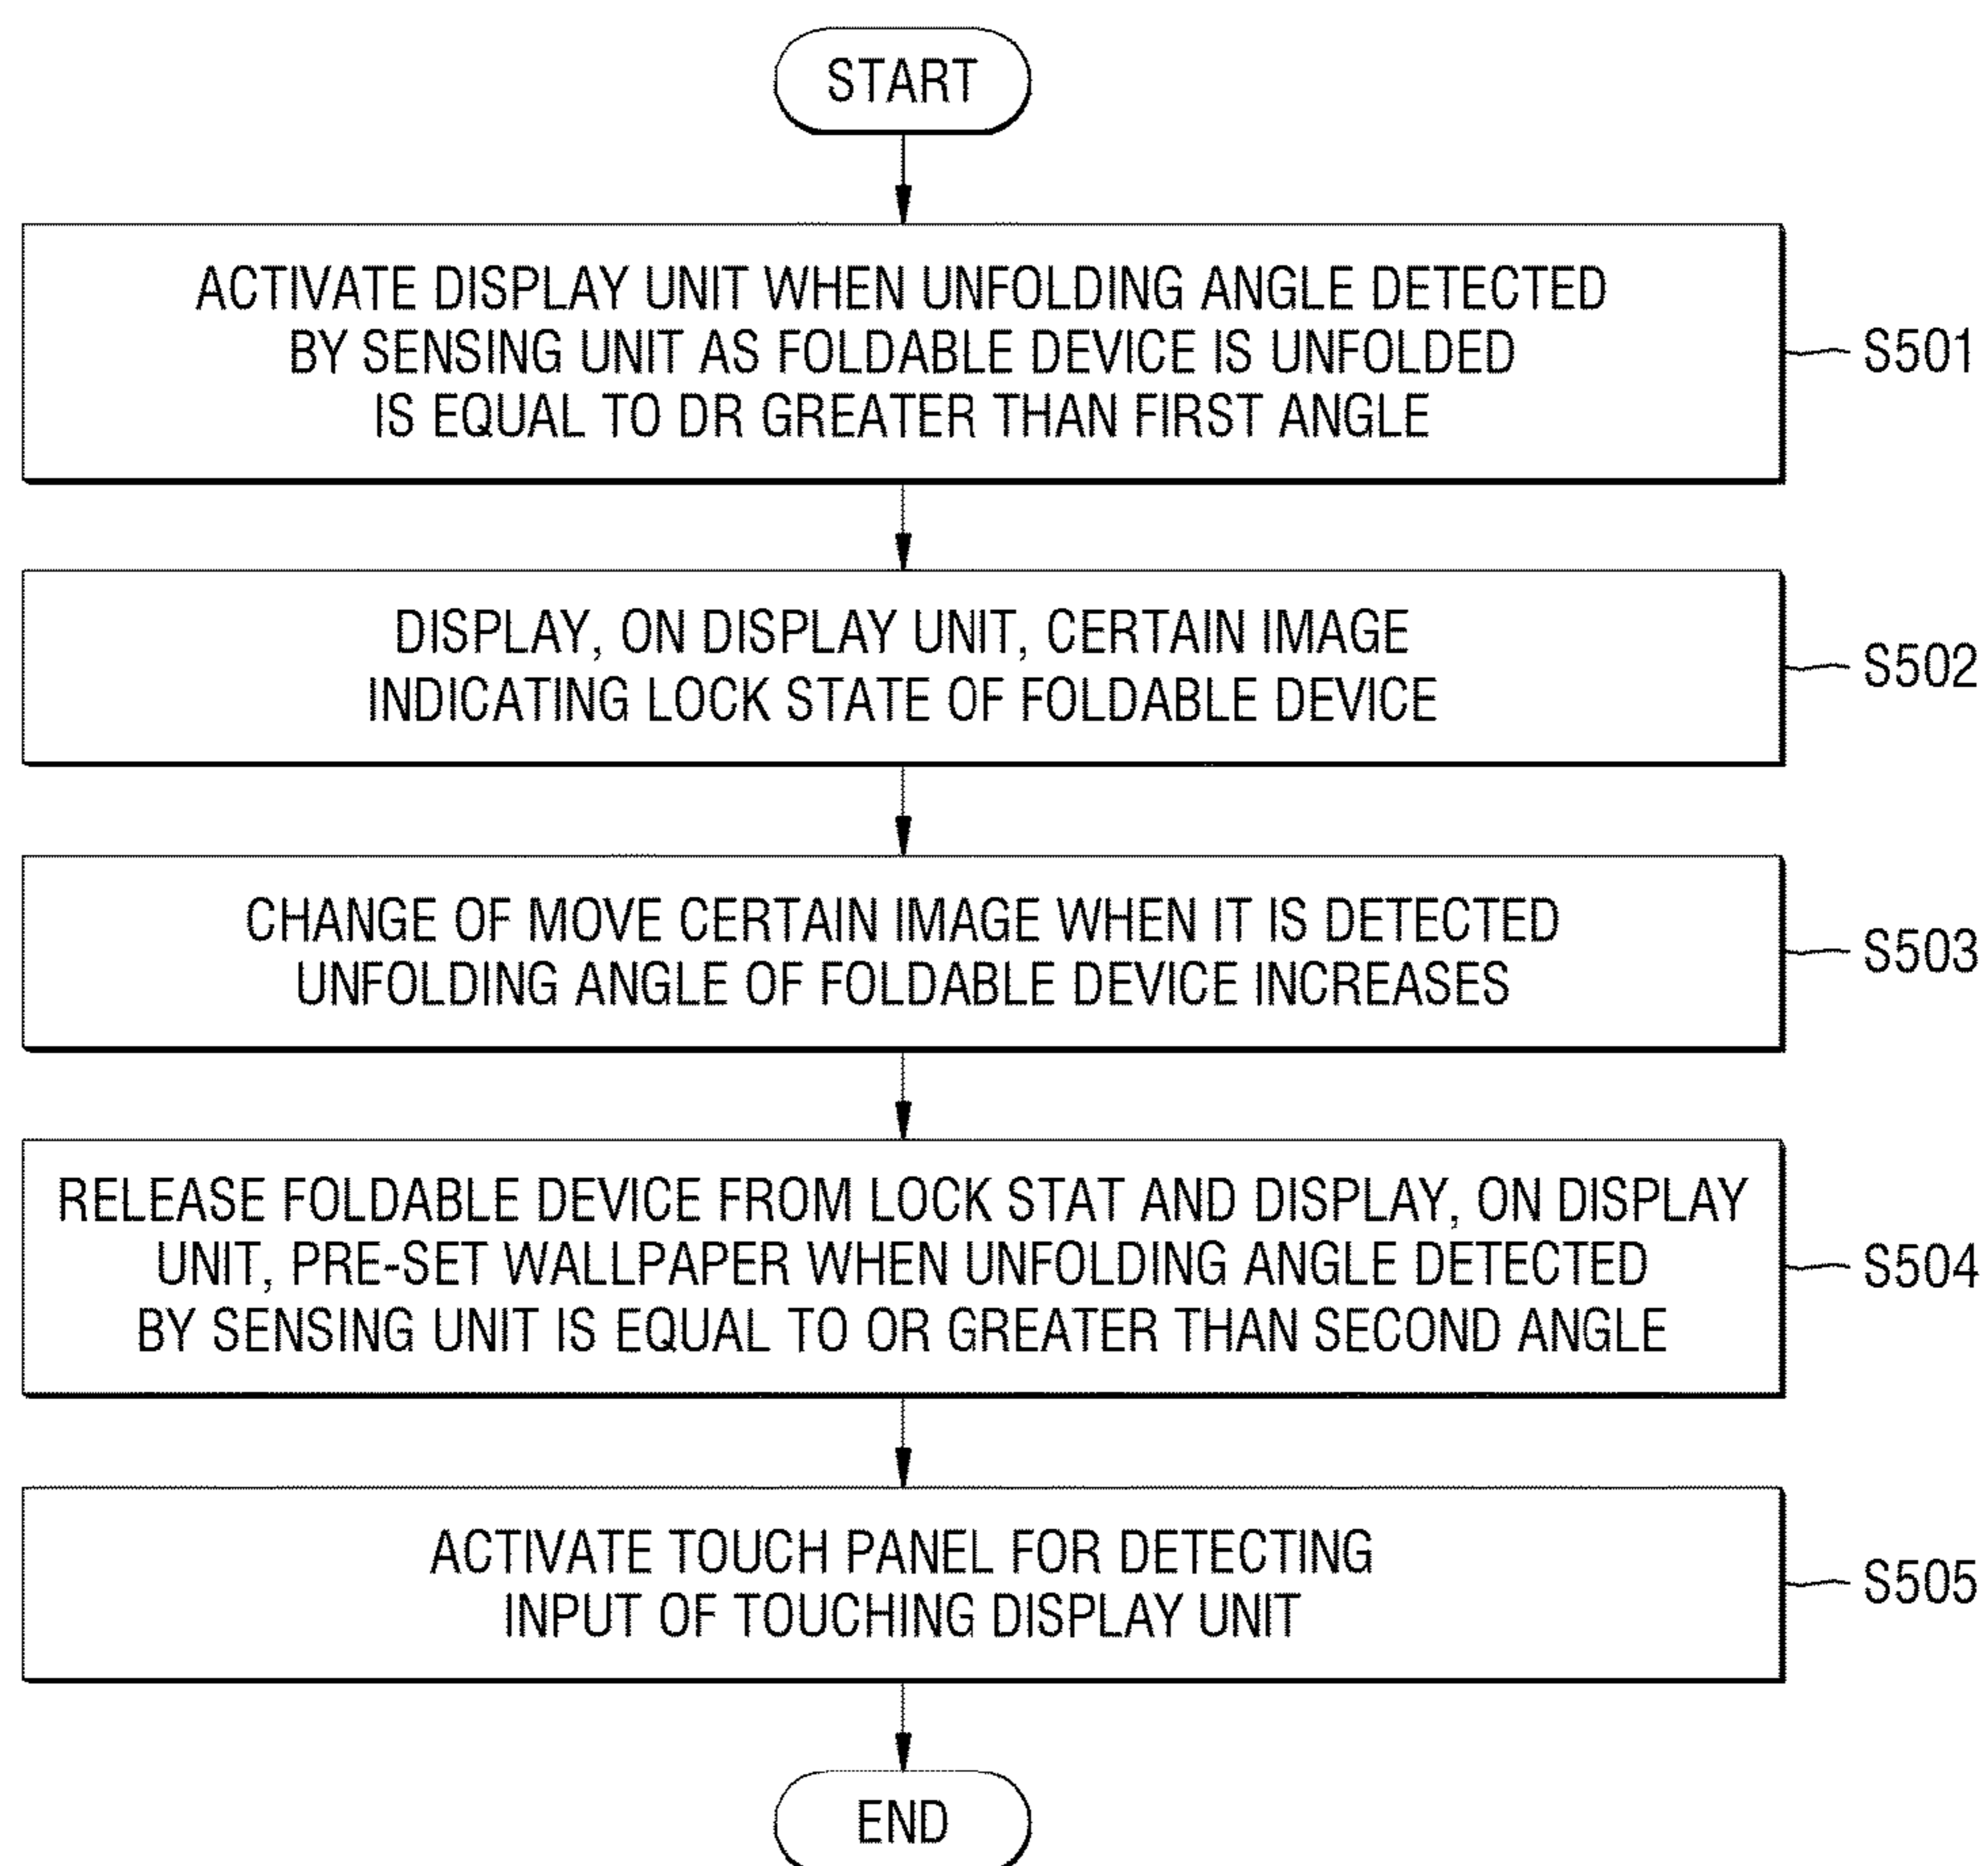 START
ACTIVATE DISPLAY UNIT WHEN UNFOLDING ANGLE DETECTED
BY SENSING UNIT AS FOLDABLE DEVICE IS UNFOLDED
IS EQUAL TO DR GREATER THAN FIRST ANGLE
S501
DISPLAY, ON DISPLAY UNIT, CERTAIN IMAGE
INDICATING LOCK STATE OF FOLDABLE DEVICE
S502
CHANGE OF MOVE CERTAIN IMAGE WHEN IT IS DETECTED
UNFOLDING ANGLE OF FOLDABLE DEVICE INCREASES
S503
RELEASE FOLDABLE DEVICE FROM LOCK STAT AND DISPLAY, ON DISPLAY
UNIT, PRE-SET WALLPAPER WHEN UNFOLDING ANGLE DETECTED
BY SENSING UNIT IS EQUAL TO OR GREATER THAN SECOND ANGLE
S504
ACTIVATE TOUCH PANEL FOR DETECTING
INPUT OF TOUCHING DISPLAY UNIT
S505
END